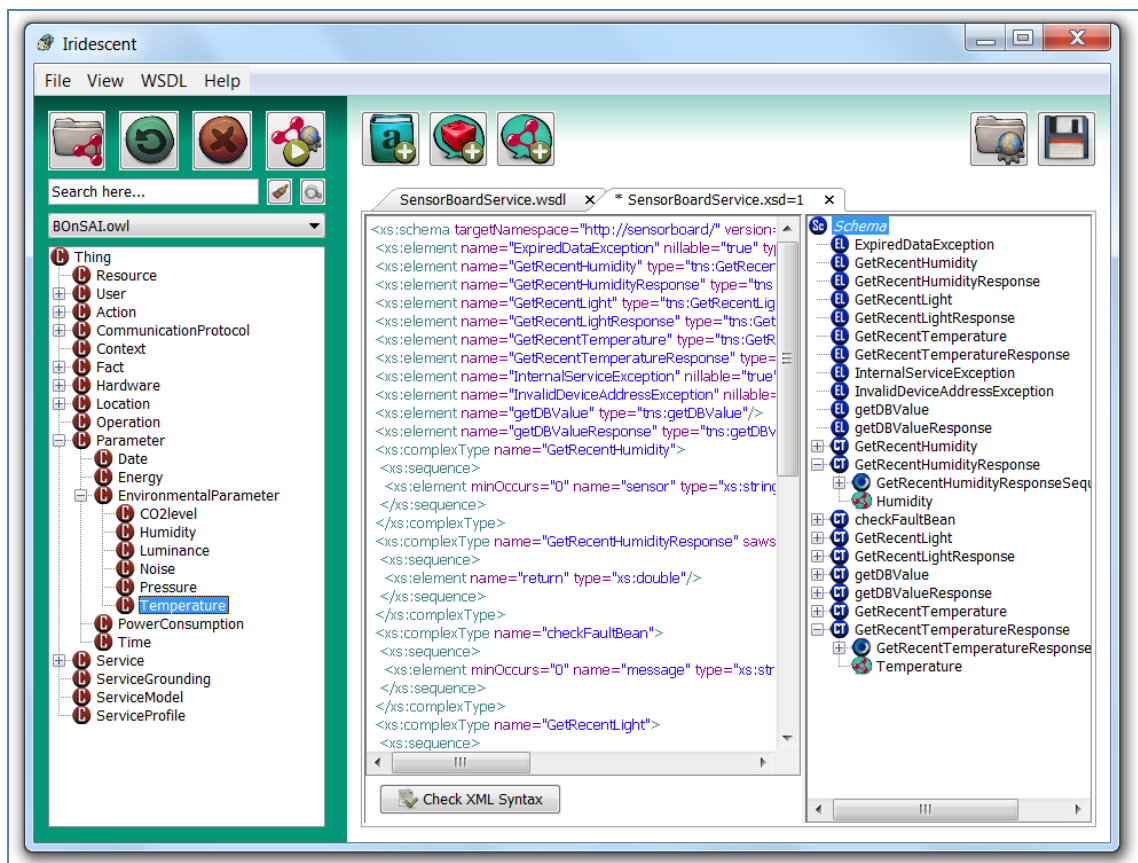 Iridescent
File View WSDL Help
Search here...
BOnSAI.owl
Thing
Resource
User
Action
CommunicationProtocol
Context
Fact
Hardware
Location
Operation
Parameter
Date
Energy
EnvironmentalParameter
CO2level
Humidity
Luminance
Noise
Pressure
Temperature
PowerConsumption
Time
Service
ServiceGrounding
ServiceModel
ServiceProfile
SensorBoardService.wsdl x * SensorBoardService.xsd=1 x
<xs:schema targetNamespace="http://sensorboard/" version:
<xs:element name="ExpiredDataException" nillable="true" ty
<xs:element name="GetRecentHumidity" type="tns:GetRecer
<xs:element name="GetRecentHumidityResponse" type="tns
<xs:element name="GetRecentLight" type="tns:GetRecentLig
<xs:element name="GetRecentLightResponse" type="tns:Get
<xs:element name="GetRecentTemperature" type="tns:GetR
<xs:element name="GetRecentTemperatureResponse" type=
<xs:element name="InternalServiceException" nillable="true"
<xs:element name="InvalidDeviceAddressException" nillable=
<xs:element name="getDBValue" type="tns:getDBValue"/>
<xs:element name="getDBValueResponse" type="tns:getDBV
<xs:complexType name="GetRecentHumidity">
<xs:sequence>
<xs:element minOccurs="0" name="sensor" type="xs:string
</xs:sequence>
</xs:complexType>
<xs:complexType name="GetRecentHumidityResponse" saws
<xs:sequence>
<xs:element name="return" type="xs:double"/>
</xs:sequence>
</xs:complexType>
<xs:complexType name="checkFaultBean">
<xs:sequence>
<xs:element minOccurs="0" name="message" type="xs:str
</xs:sequence>
</xs:complexType>
<xs:complexType name="GetRecentLight">
<xs:sequence>
Check XML Syntax
Schema
ExpiredDataException
GetRecentHumidity
GetRecentHumidityResponse
GetRecentLight
GetRecentLightResponse
GetRecentTemperature
GetRecentTemperatureResponse
InternalServiceException
InvalidDeviceAddressException
getDBValue
getDBValueResponse
GetRecentHumidity
GetRecentHumidityResponse
GetRecentHumidityResponseSequ
Humidity
checkFaultBean
GetRecentLight
GetRecentLightResponse
getDBValue
getDBValueResponse
GetRecentTemperature
GetRecentTemperatureResponse
GetRecentTemperatureResponse
Temperature